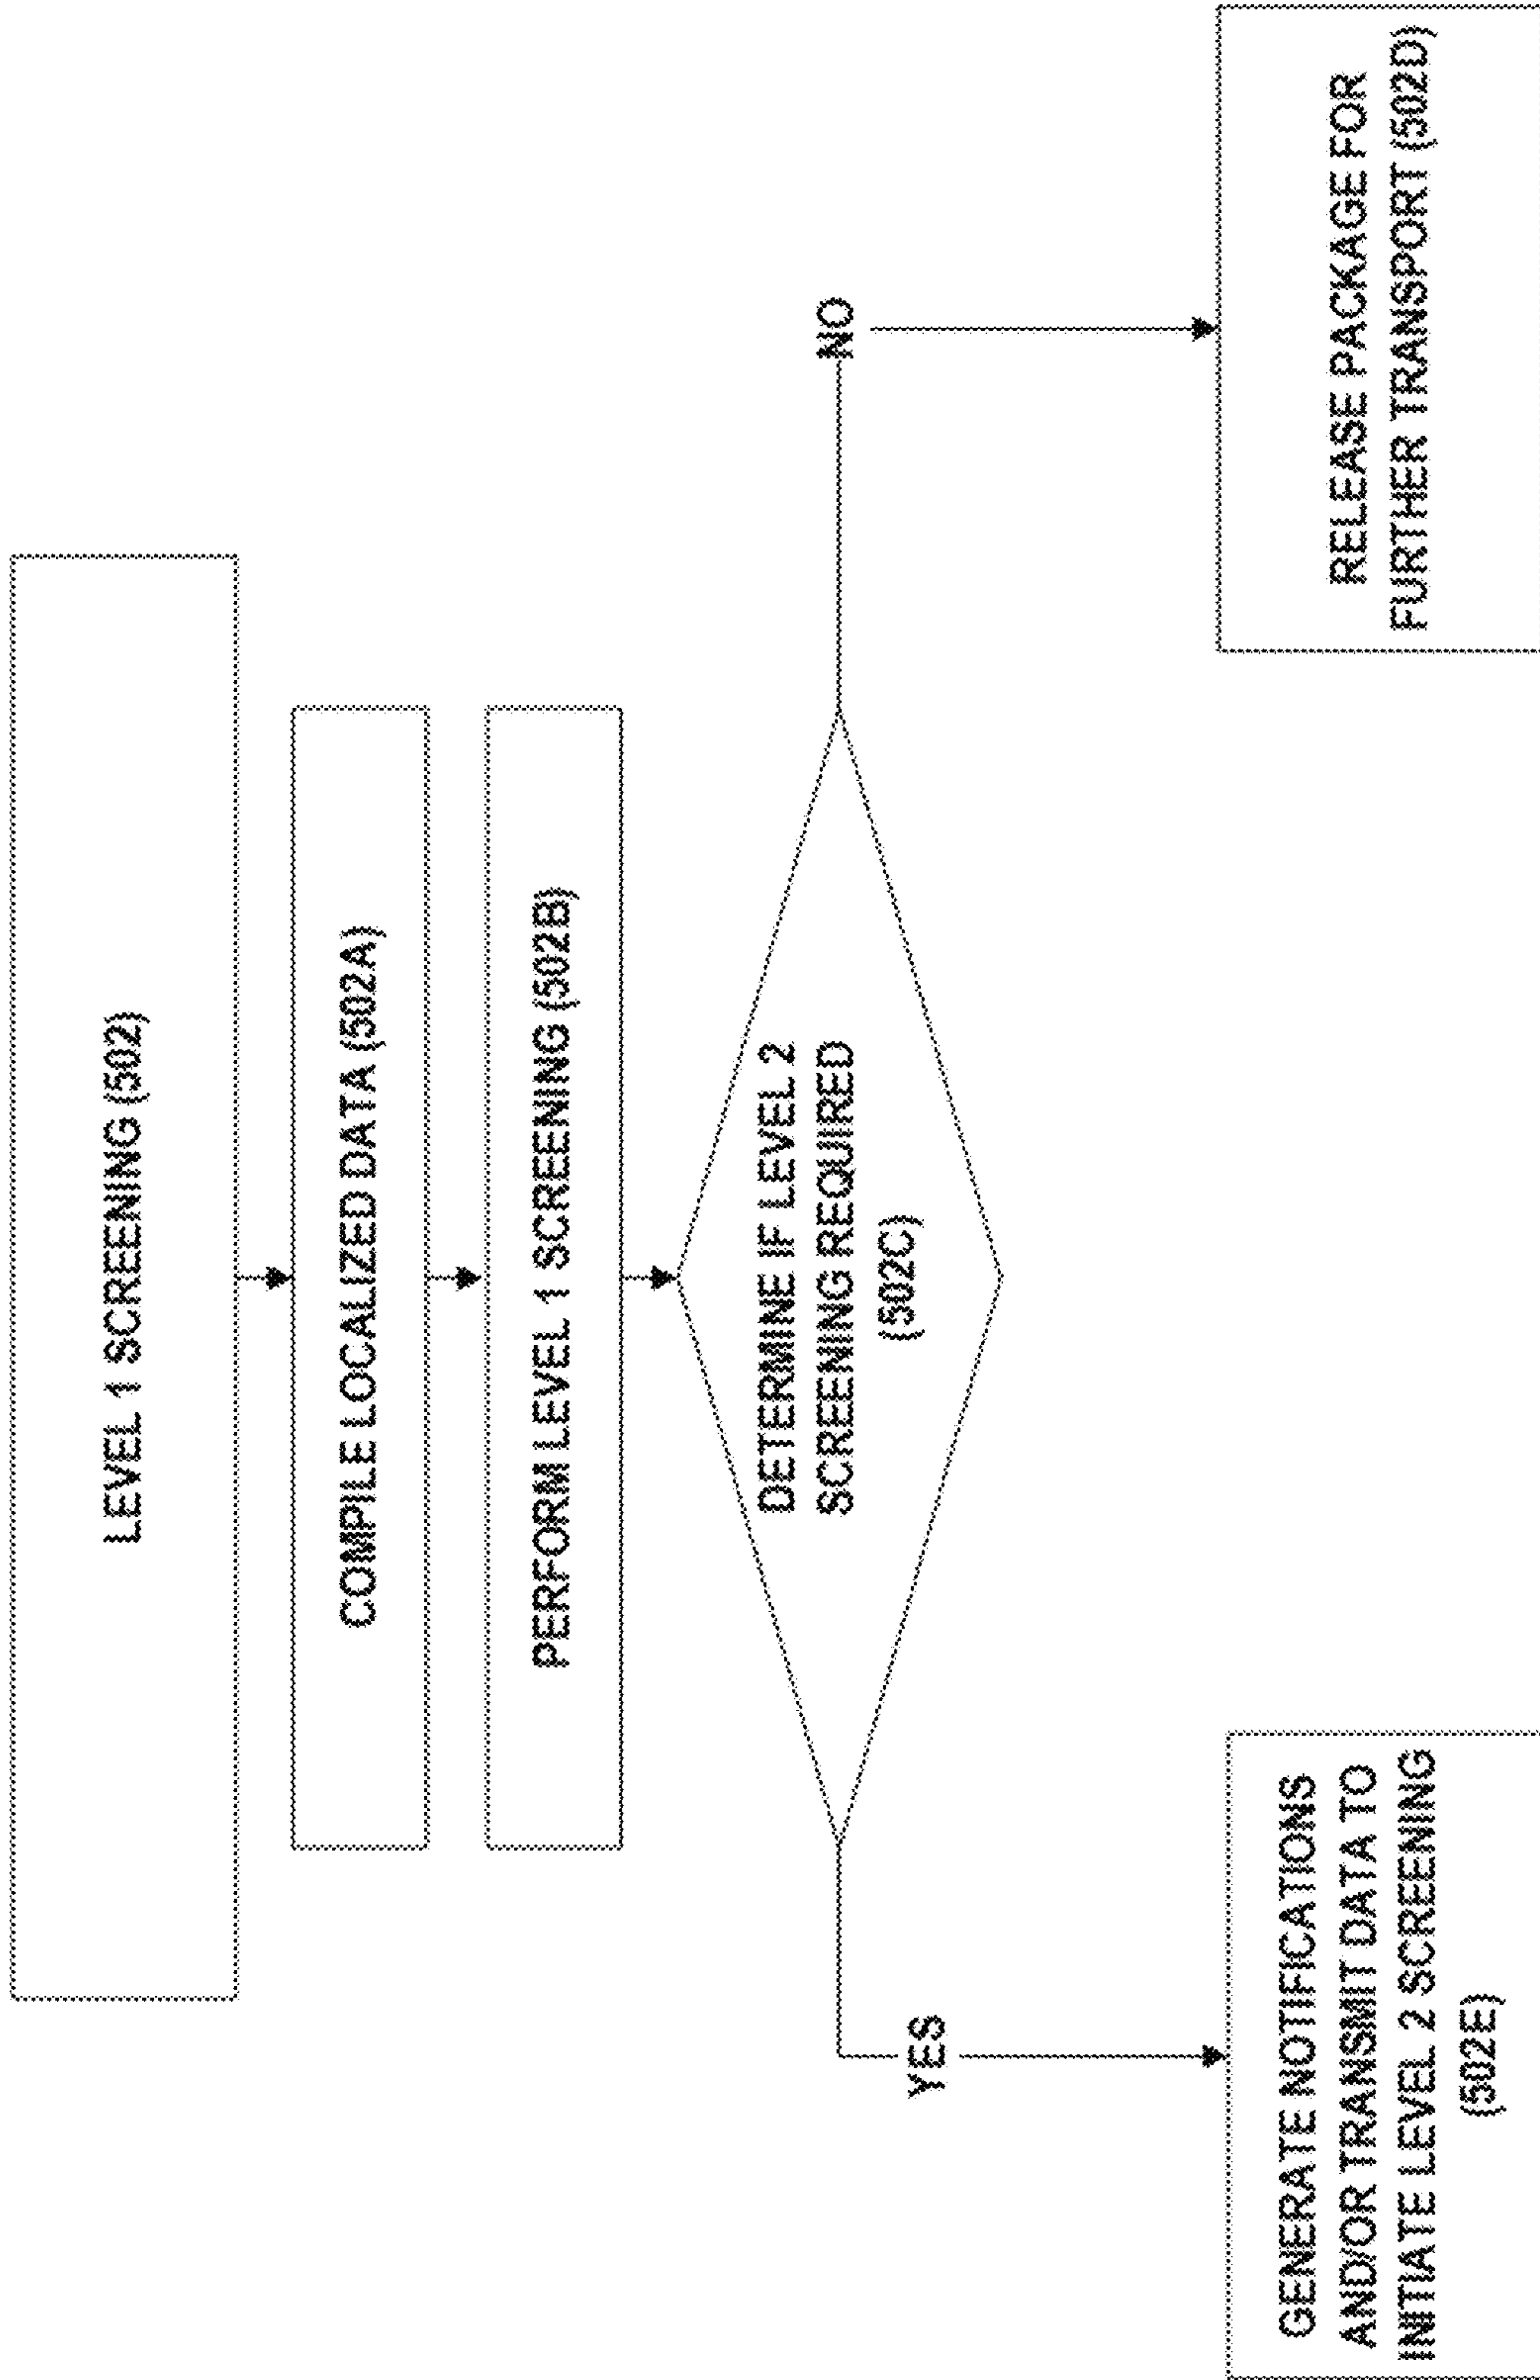 LEVEL 1 SCREENING (502)
COMPILE LOCALIZED DATA (502A)
PERFORM LEVEL 1 SCREENING (502B)
DETERMINE IF LEVEL 2
SCREENING REQUIRED
(502C)
YES
NO
GENERATE NOTIFICATIONS
AND/OR TRANSMIT DATA TO
INITIATE LEVEL 2 SCREENING
(502E)
RELEASE PACKAGE FOR
FURTHER TRANSPORT (502D)